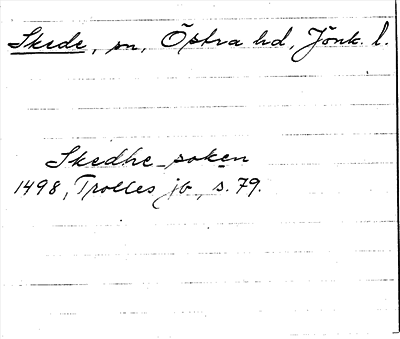 Skede, sn, Östra hd, Jönk. l.
Skedhe soken
1498, Trolles jb, s. 79.